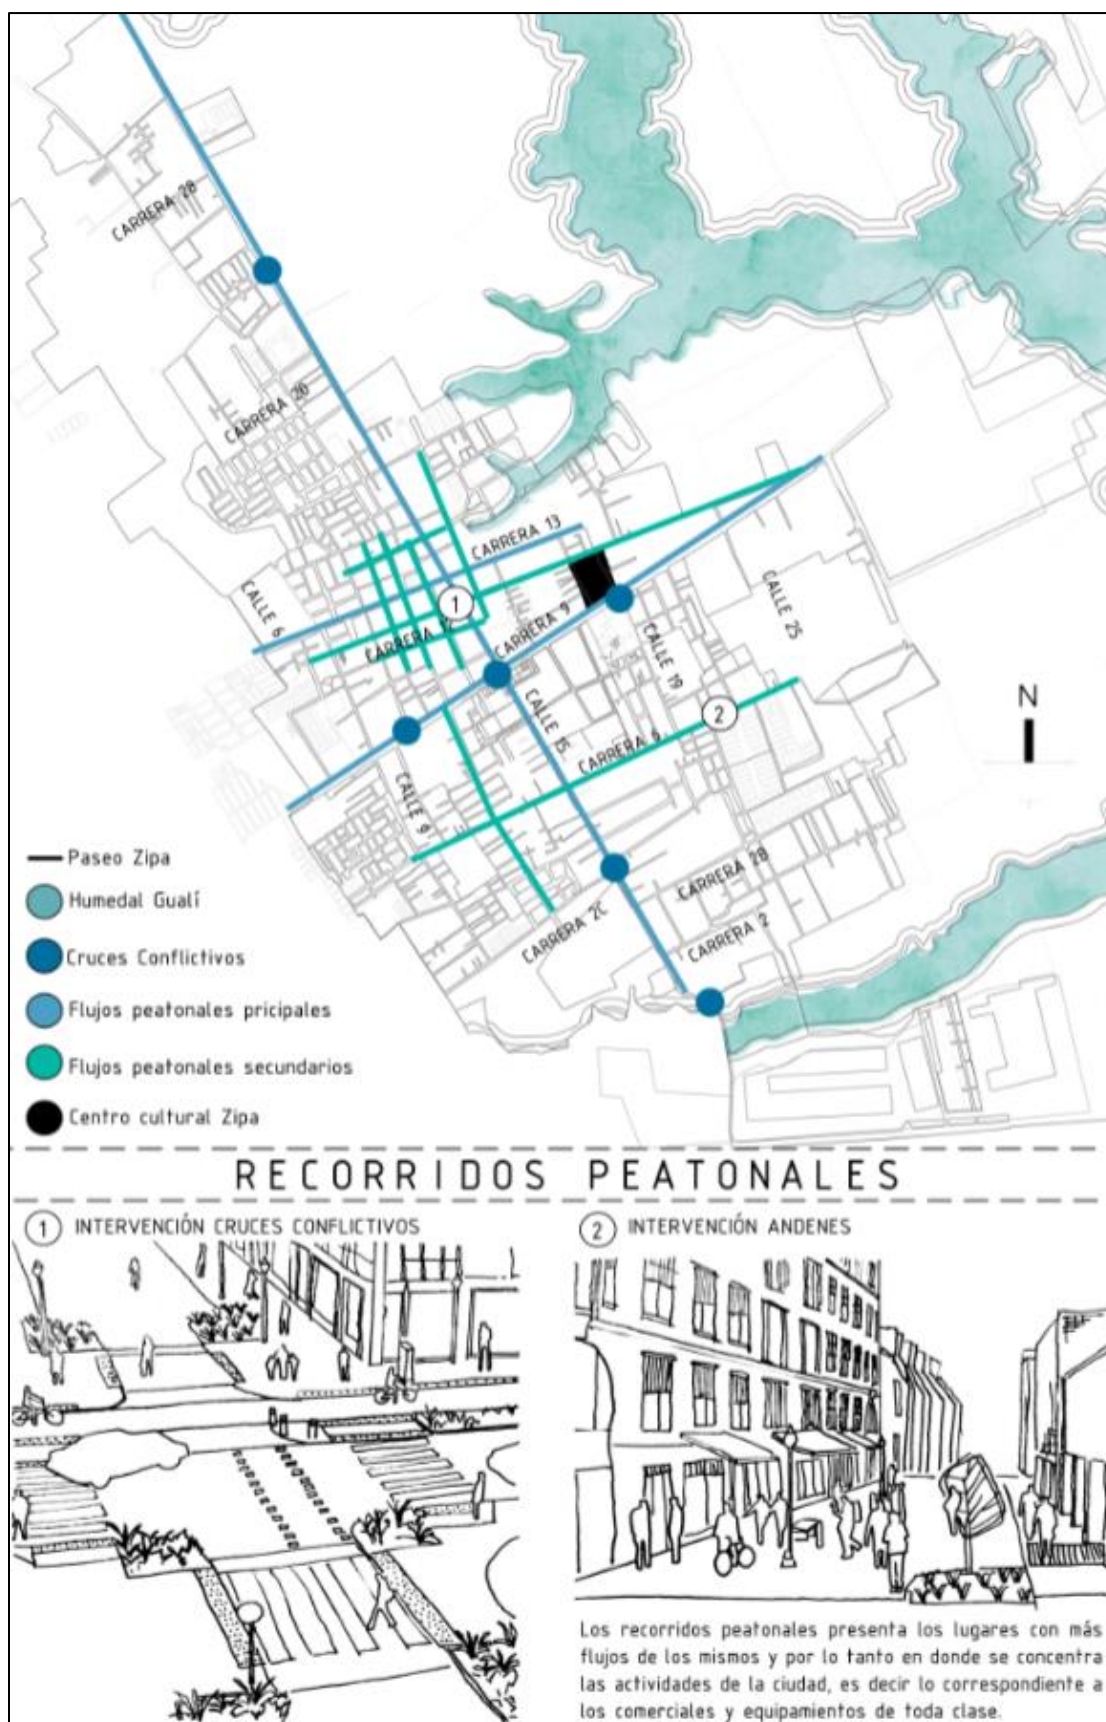 CARRERA 28
CARRERA 20
CARRERA 13
CALLE 6
1
CARRERA 12
CARRERA 9
CALLE 19
CALLE 25
2
N
CALLE 15
CARRERA 6
CALLE 9
CARRERA 2B
CARRERA 2C
CARRERA 2
Paseo Zipa
Humedal Gualí
Cruces Conflictivos
Flujos peatonales pricipales
Flujos peatonales secundarios
Centro cultural Zipa
RECORRIDOS PEATONALES
1 INTERVENCIÓN CRUCES CONFLICTIVOS
2 INTERVENCIÓN ANDENES
Los recorridos peatonales presenta los lugares con más
flujos de los mismos y por lo tanto en donde se concentra
las actividades de la ciudad, es decir lo correspondiente a
los comerciales y equipamientos de toda clase.